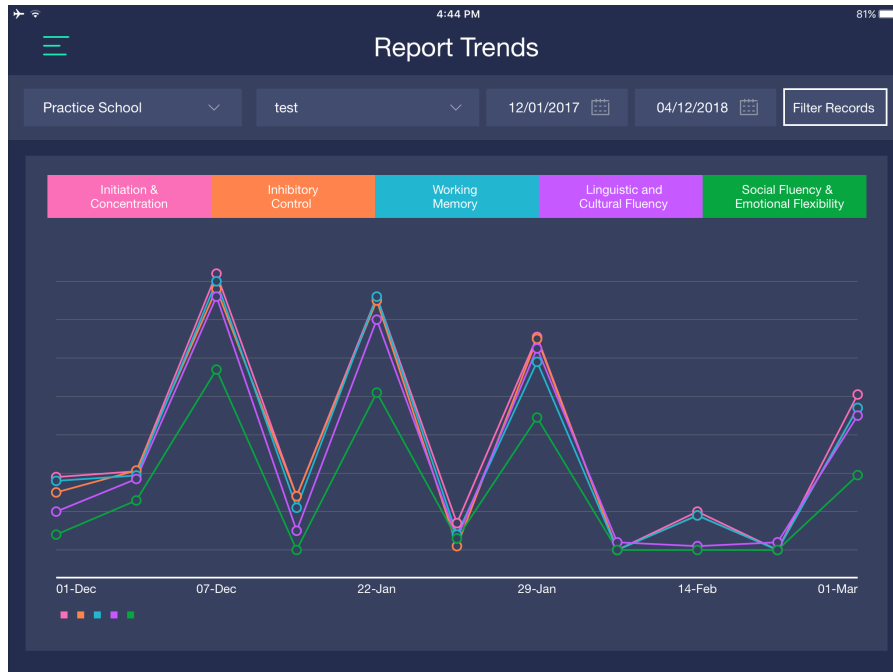 4:44 PM
81%
Report Trends
Practice School
test
12/01/2017
04/12/2018
Filter Records
Initiation &
Concentration
Inhibitory
Control
Working
Memory
Linguistic and
Cultural Fluency
Social Fluency &
Emotional Flexibility
01-Dec
07-Dec
22-Jan
29-Jan
14-Feb
01-Mar